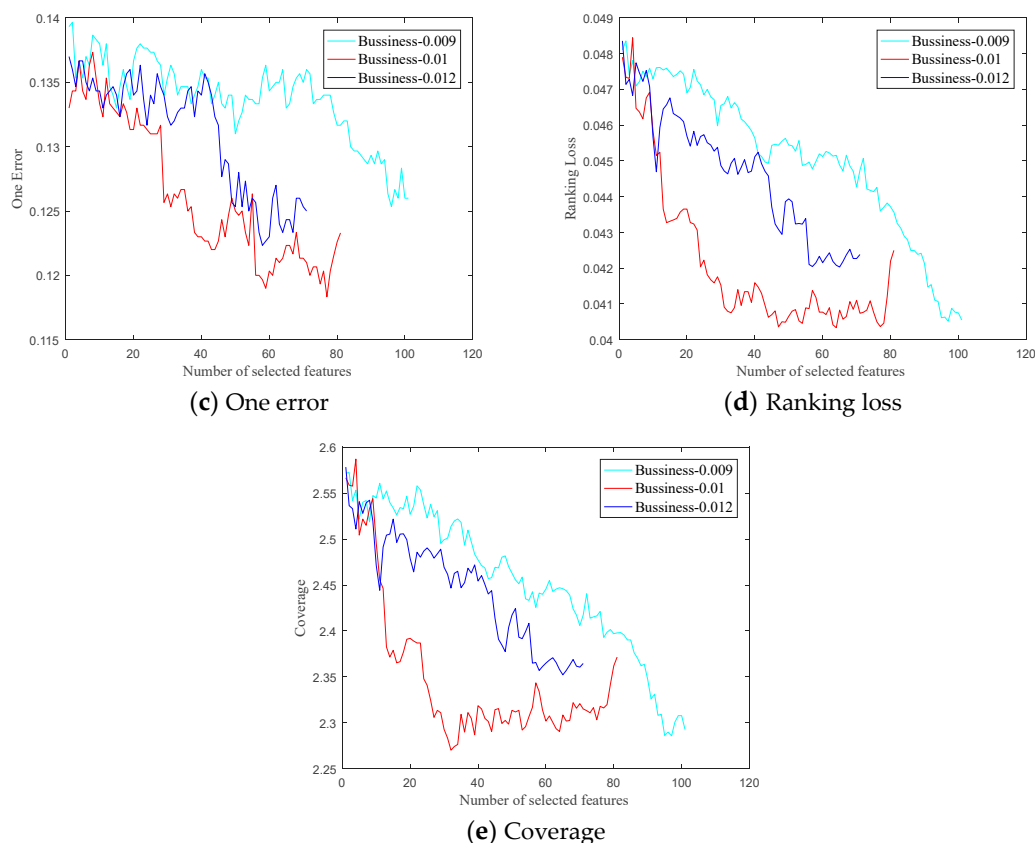 0.14
0.135
0.13
0.125
0.12
0.115
One Error
Bussiness-0.009
Bussiness-0.01
Bussiness-0.012
0 20 40 60 80 100 120
Number of selected features
(c) One error
0.049
0.048
0.047
0.046
0.045
0.044
0.043
0.042
0.041
0.04
Ranking Loss
Bussiness-0.009
Bussiness-0.01
Bussiness-0.012
0 20 40 60 80 100 120
Number of selected features
(d) Ranking loss
2.6
2.55
2.5
2.45
2.4
2.35
2.3
2.25
Coverage
Bussiness-0.009
Bussiness-0.01
Bussiness-0.012
0 20 40 60 80 100 120
Number of selected features
(e) Coverage